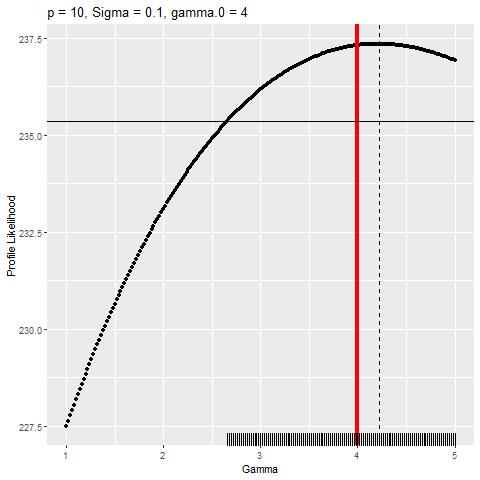 p = 10, Sigma = 0.1, gamma.0 = 4
237.5
235.0
232.5
230.0
227.5
Profile Likelihood
1 2 3 4 5
Gamma